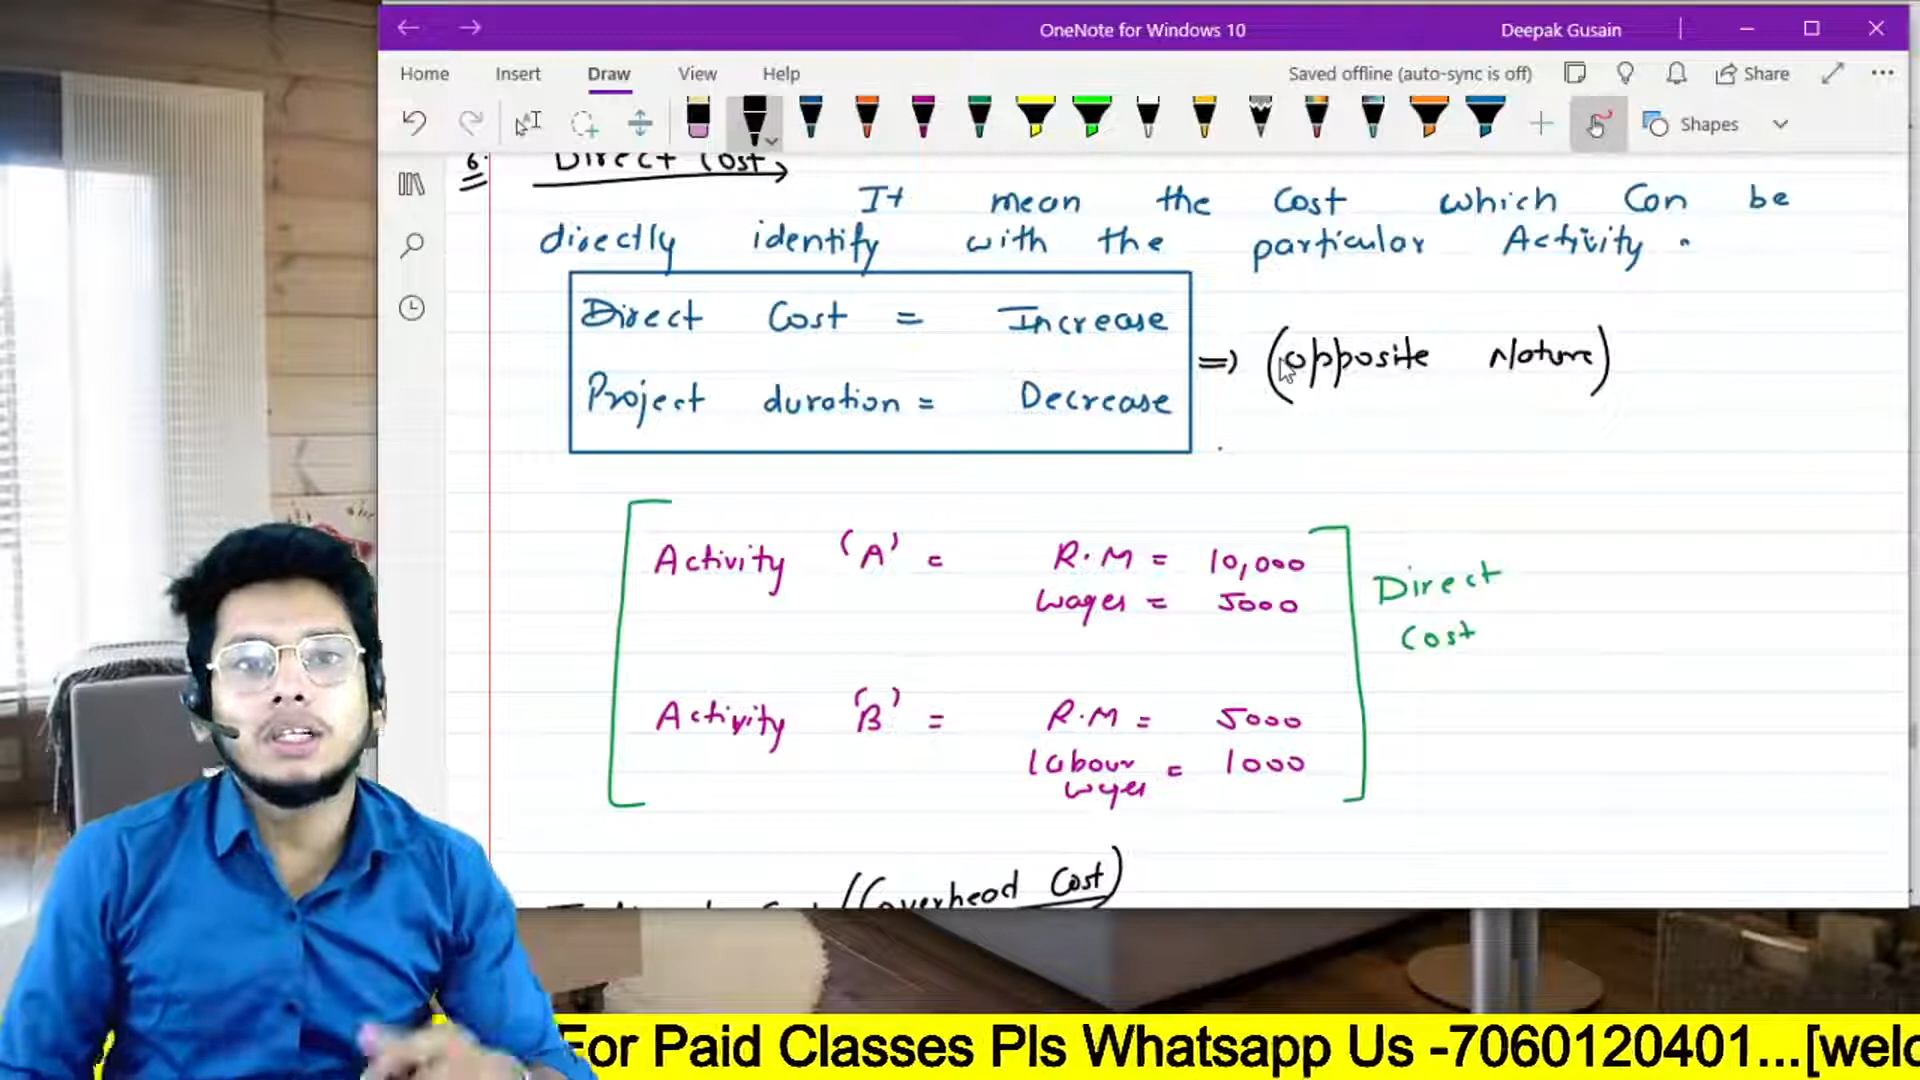 OneNote for Windows 10
Deepak Gusain
Home Insert Draw View Help
Saved offline (auto-sync is off) Share
Shapes
6. Direct Cost
It mean the Cost which Can be
directly identify with the particular Activity.
Direct Cost = Increase
Project duration = Decrease
=> (opposite Nature)
Activity 'A' = R.M = 10,000
wages = 5000
Direct
Cost
Activity 'B' = R.M = 5000
labour = 1000
wges
Cost (Overhead Cost)
For Paid Classes Pls Whatsapp Us -7060120401...[welc